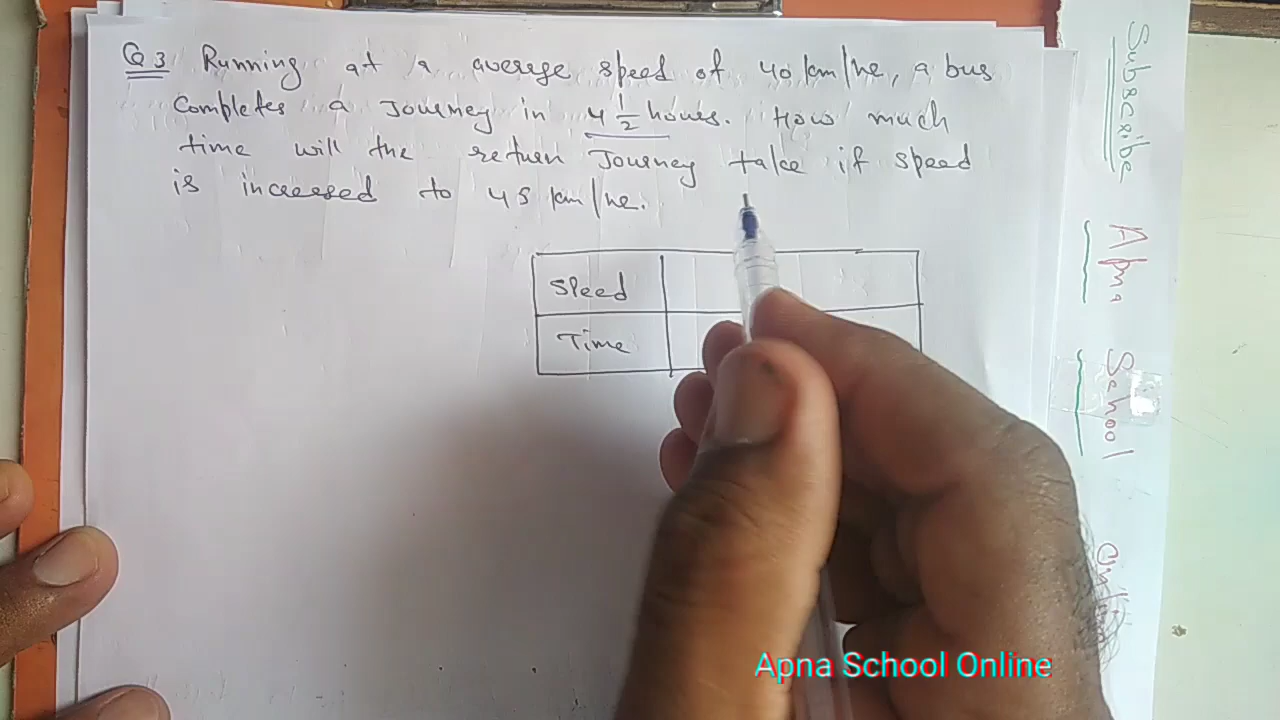 Q3 Running at a average speed of 40 km/hr, a bus
Completes a Journey in 4 1/2 hours. How much
time will the return Journey take if speed
is increased to 45 km/hr.
Speed
Time
Subscribe
Apna
School
Online
Apna School Online